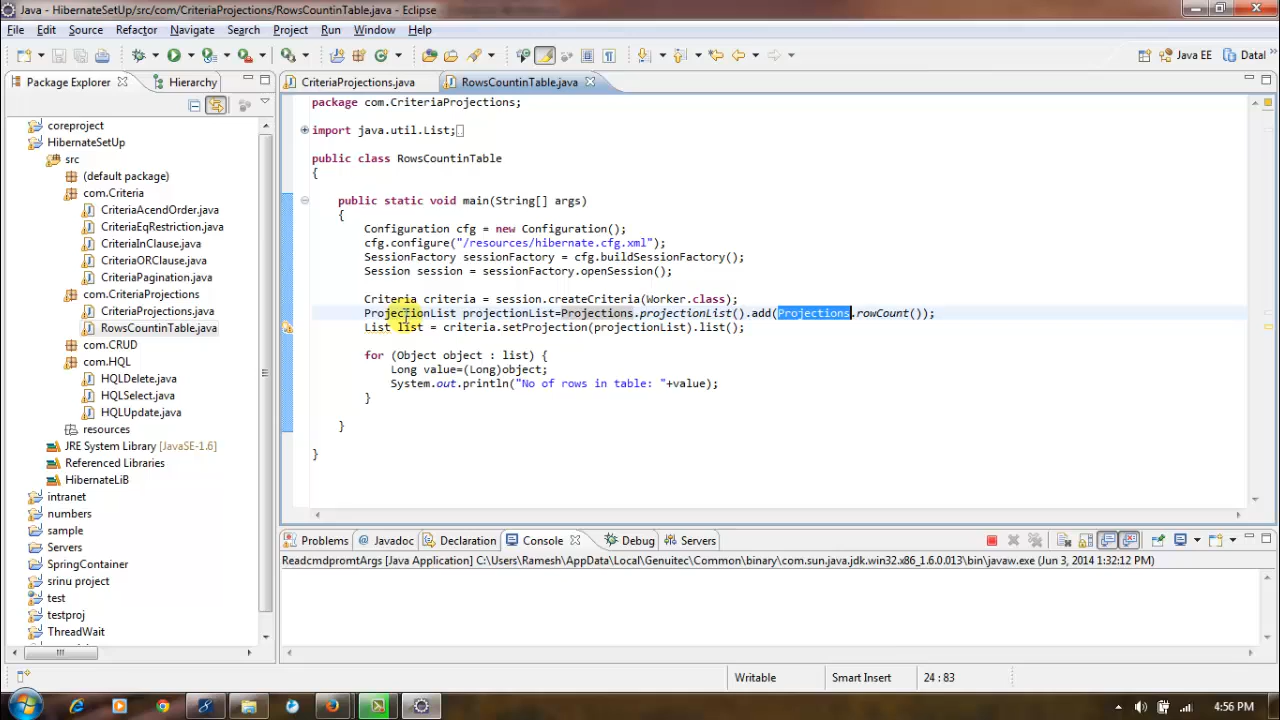 Java - HibernateSetUp/src/com/CriteriaProjections/RowsCountinTable.java - Eclipse
File Edit Source Refactor Navigate Search Project Run Window Help
Java EE Datal
Package Explorer Hierarchy
CriteriaProjections.java RowsCountinTable.java
coreproject
HibernateSetUp
src
(default package)
com.Criteria
CriteriaAcendOrder.java
CriteriaEqRestriction.java
CriteriaInClause.java
CriteriaORClause.java
CriteriaPagination.java
com.CriteriaProjections
CriteriaProjections.java
RowsCountinTable.java
com.CRUD
com.HQL
HQLDelete.java
HQLSelect.java
HQLUpdate.java
resources
JRE System Library [JavaSE-1.6]
Referenced Libraries
HibernateLiB
intranet
numbers
sample
Servers
SpringContainer
srinu project
test
testproj
ThreadWait
package com.CriteriaProjections;
import java.util.List;
public class RowsCountinTable
{
public static void main(String[] args)
{
Configuration cfg = new Configuration();
cfg.configure("/resources/hibernate.cfg.xml");
SessionFactory sessionFactory = cfg.buildSessionFactory();
Session session = sessionFactory.openSession();
Criteria criteria = session.createCriteria(Worker.class);
ProjectionList projectionList=Projections.projectionList().add(Projections.rowCount());
List list = criteria.setProjection(projectionList).list();
for (Object object : list) {
Long value=(Long)object;
System.out.println("No of rows in table: "+value);
}
}
}
Problems Javadoc Declaration Console Debug Servers
ReadcmdpromtArgs [Java Application] C:\Users\Ramesh\AppData\Local\Genuitec\Common\binary\com.sun.java.jdk.win32.x86_1.6.0.013\bin\javaw.exe (Jun 3, 2014 1:32:12 PM)
Writable Smart Insert 24 : 83
4:56 PM